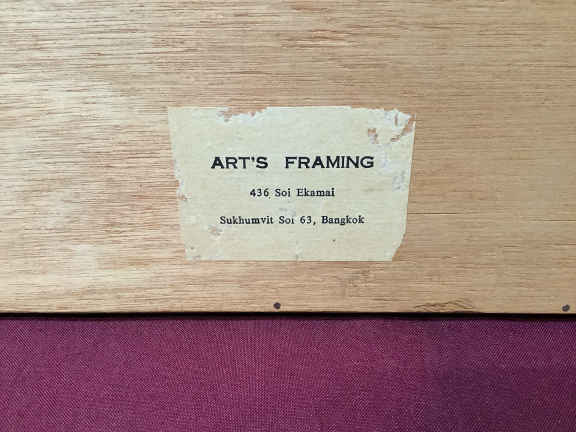 ART'S FRAMING
436 Soi Ekamai
Sukhumvit Soi 63, Bangkok